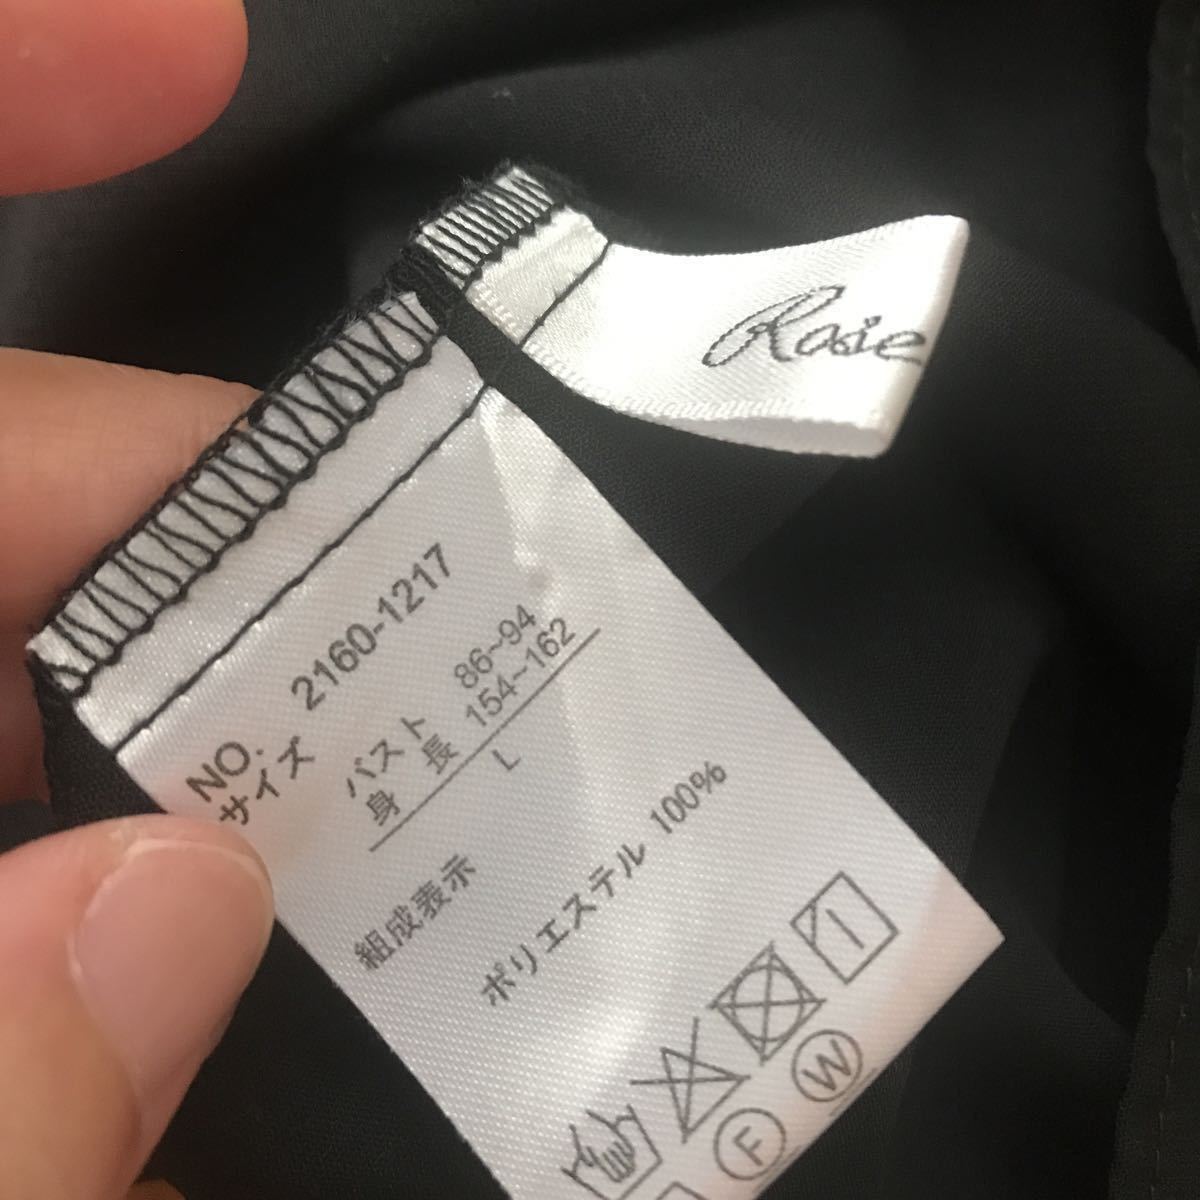 Rosie
NO. 2160-1217
サイズ
バスト 86~94
身長 154~162
L
組成表示
ポリエステル 100%
W
F